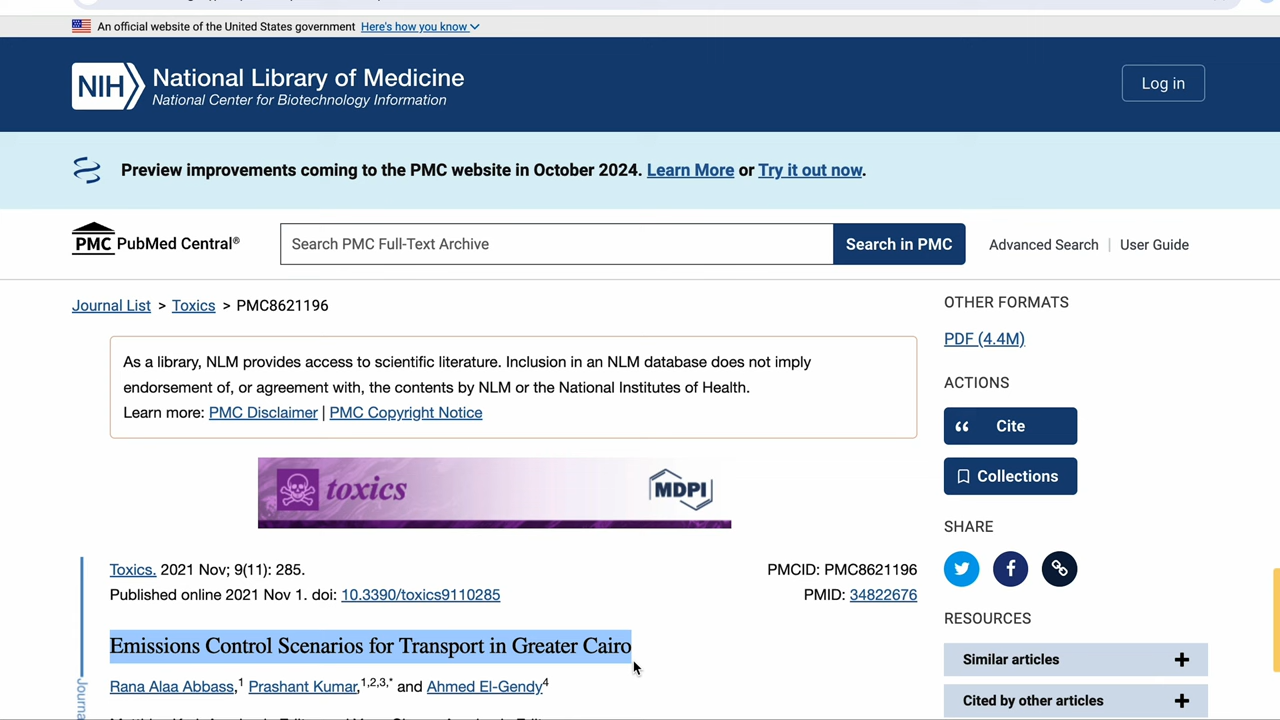 An official website of the United States government Here's how you know
NIH National Library of Medicine
National Center for Biotechnology Information
Log in
Preview improvements coming to the PMC website in October 2024. Learn More or Try it out now.
PMC PubMed Central®
Search PMC Full-Text Archive
Search in PMC
Advanced Search | User Guide
Journal List > Toxics > PMC8621196
As a library, NLM provides access to scientific literature. Inclusion in an NLM database does not imply
endorsement of, or agreement with, the contents by NLM or the National Institutes of Health.
Learn more: PMC Disclaimer | PMC Copyright Notice
toxics MDPI
Toxics. 2021 Nov; 9(11): 285.
PMCID: PMC8621196
Published online 2021 Nov 1. doi: 10.3390/toxics9110285
PMID: 34822676
Emissions Control Scenarios for Transport in Greater Cairo
Rana Alaa Abbass,1 Prashant Kumar,1,2,3,* and Ahmed El-Gendy4
OTHER FORMATS
PDF (4.4M)
ACTIONS
Cite
Collections
SHARE
RESOURCES
Similar articles
Cited by other articles